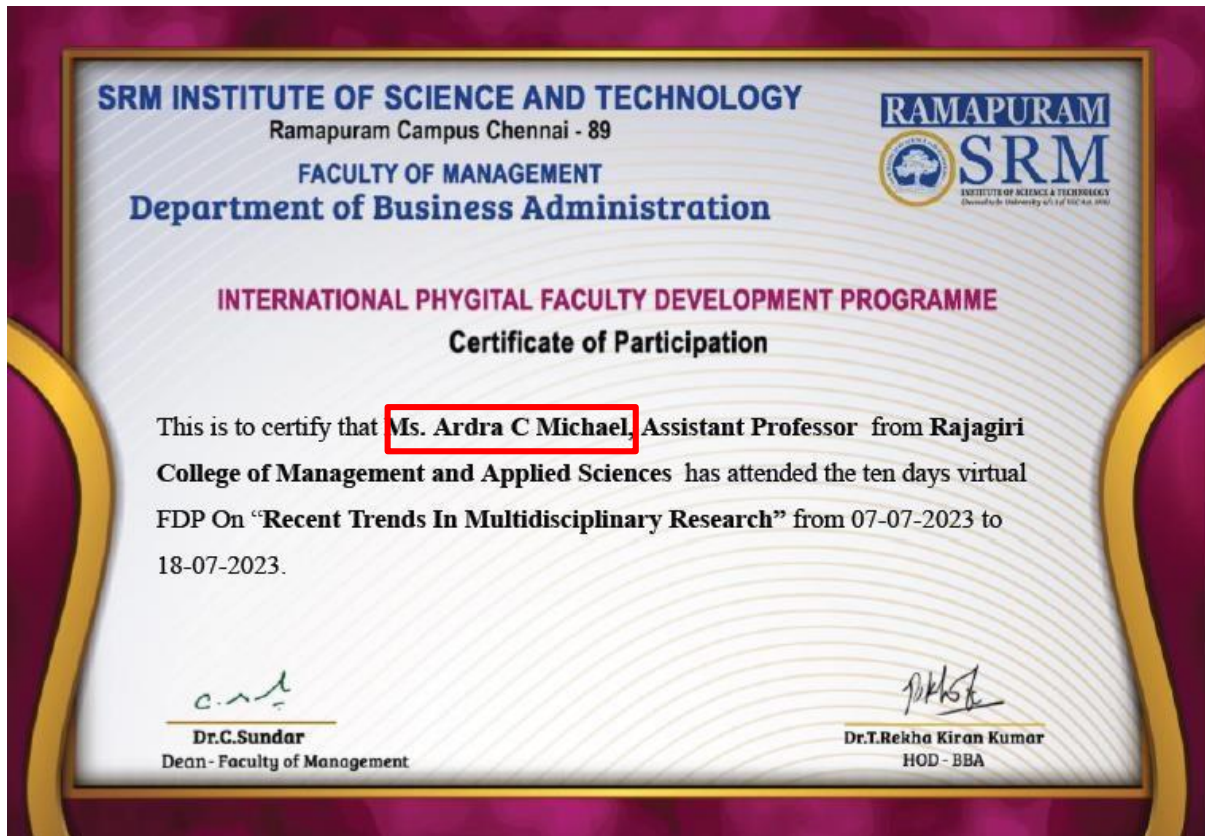 SRM INSTITUTE OF SCIENCE AND TECHNOLOGY
Ramapuram Campus Chennai - 89
FACULTY OF MANAGEMENT
Department of Business Administration
RAMAPURAM
SRM
INSTITUTE OF SCIENCE & TECHNOLOGY
INTERNATIONAL PHYGITAL FACULTY DEVELOPMENT PROGRAMME
Certificate of Participation
This is to certify that Ms. Ardra C Michael, Assistant Professor from Rajagiri
College of Management and Applied Sciences has attended the ten days virtual
FDP On “Recent Trends In Multidisciplinary Research” from 07-07-2023 to
18-07-2023.
Dr.C.Sundar
Dean- Faculty of Management
Dr.T.Rekha Kiran Kumar
HOD - BBA